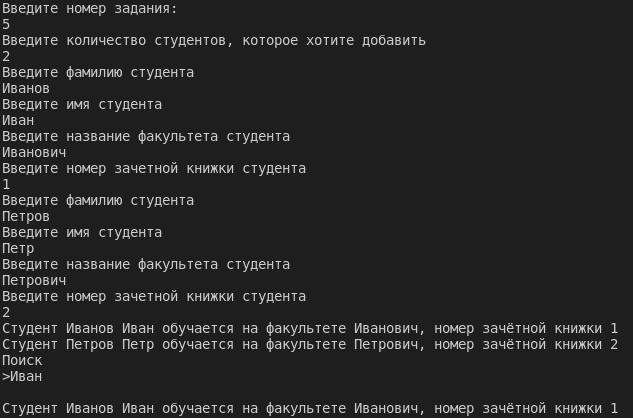 Введите номер задания:
5
Введите количество студентов, которое хотите добавить
2
Введите фамилию студента
Иванов
Введите имя студента
Иван
Введите название факультета студента
Иванович
Введите номер зачетной книжки студента
1
Введите фамилию студента
Петров
Введите имя студента
Петр
Введите название факультета студента
Петрович
Введите номер зачетной книжки студента
2
Студент Иванов Иван обучается на факультете Иванович, номер зачётной книжки 1
Студент Петров Петр обучается на факультете Петрович, номер зачётной книжки 2
Поиск
>Иван
Студент Иванов Иван обучается на факультете Иванович, номер зачётной книжки 1